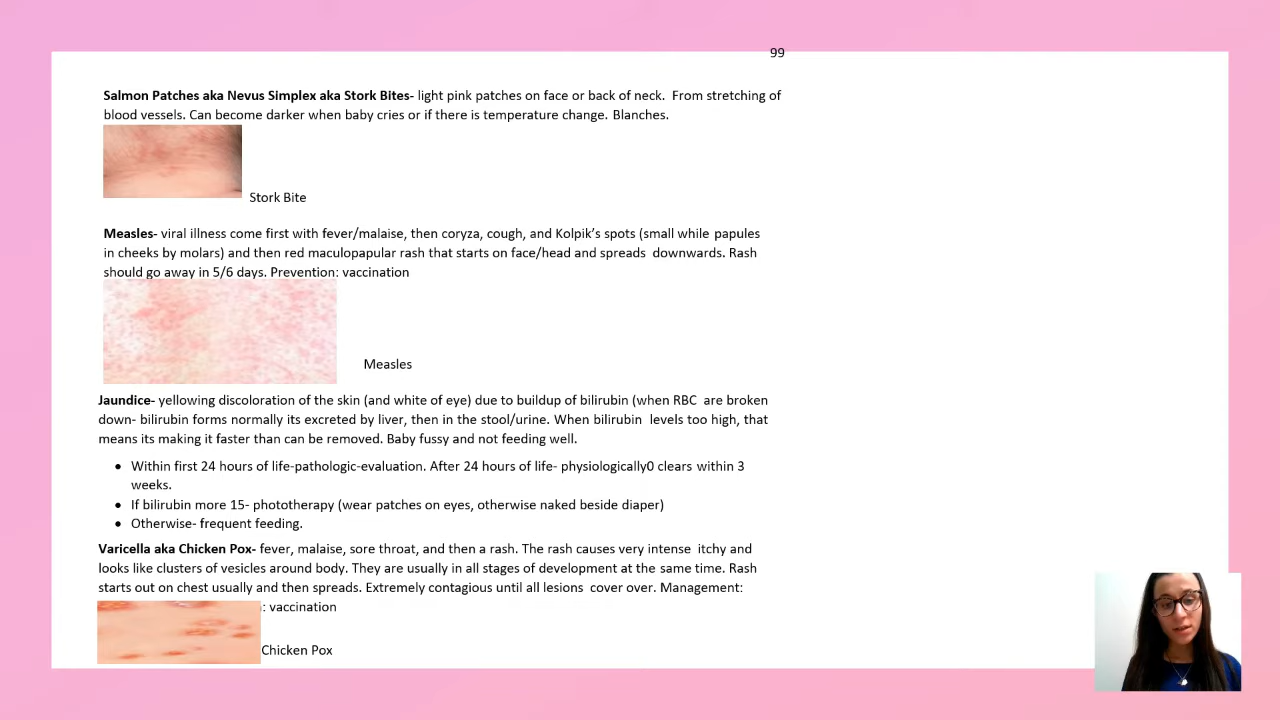 99
Salmon Patches aka Nevus Simplex aka Stork Bites- light pink patches on face or back of neck. From stretching of
blood vessels. Can become darker when baby cries or if there is temperature change. Blanches.
Stork Bite
Measles- viral illness come first with fever/malaise, then coryza, cough, and Kolpik's spots (small while papules
in cheeks by molars) and then red maculopapular rash that starts on face/head and spreads downwards. Rash
should go away in 5/6 days. Prevention: vaccination
Measles
Jaundice- yellowing discoloration of the skin (and white of eye) due to buildup of bilirubin (when RBC are broken
down- bilirubin forms normally its excreted by liver, then in the stool/urine. When bilirubin levels too high, that
means its making it faster than can be removed. Baby fussy and not feeding well.
• Within first 24 hours of life-pathologic-evaluation. After 24 hours of life- physiologically0 clears within 3
weeks.
• If bilirubin more 15- phototherapy (wear patches on eyes, otherwise naked beside diaper)
• Otherwise- frequent feeding.
Varicella aka Chicken Pox- fever, malaise, sore throat, and then a rash. The rash causes very intense itchy and
looks like clusters of vesicles around body. They are usually in all stages of development at the same time. Rash
starts out on chest usually and then spreads. Extremely contagious until all lesions cover over. Management:
: vaccination
Chicken Pox